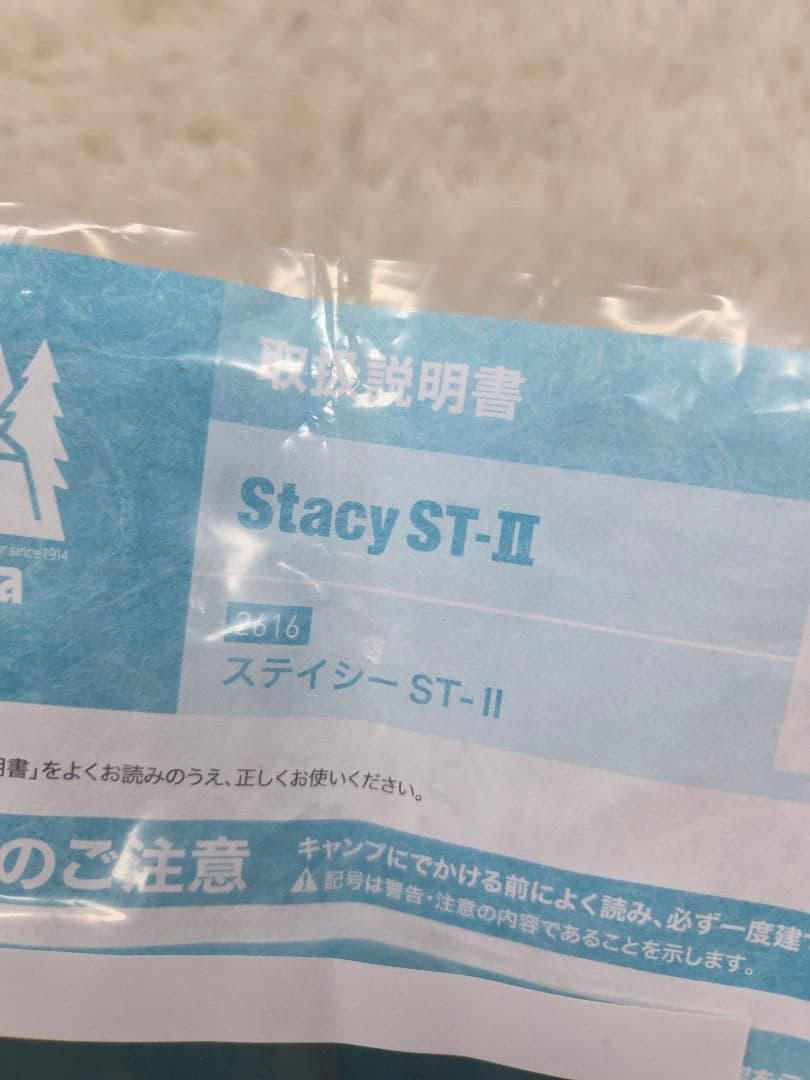 取扱説明書
Stacy ST-Ⅱ
since 1914
a
2616
ステイシー ST-Ⅱ
明書」をよくお読みのうえ、正しくお使いください。
のご注意
キャンプにでかける前によく読み、必ず一度建
⚠記号は警告・注意の内容であることを示します。